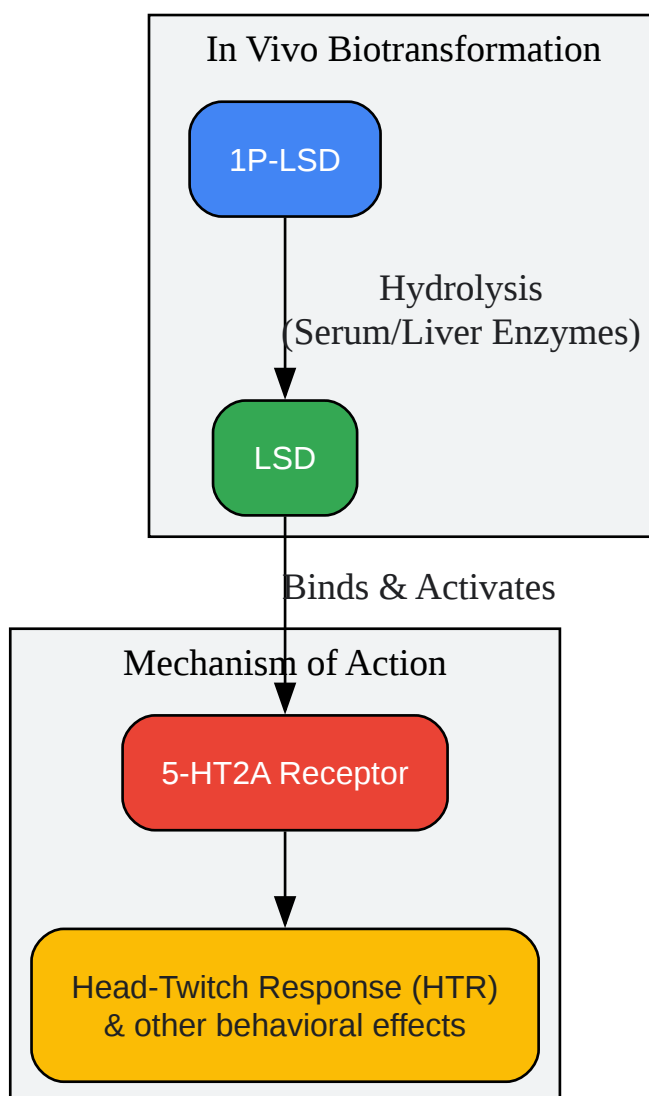 In Vivo Biotransformation
1P-LSD
Hydrolysis
(Serum/Liver Enzymes)
LSD
Binds & Activates
Mechanism of Action
5-HT2A Receptor
Head-Twitch Response (HTR)
& other behavioral effects